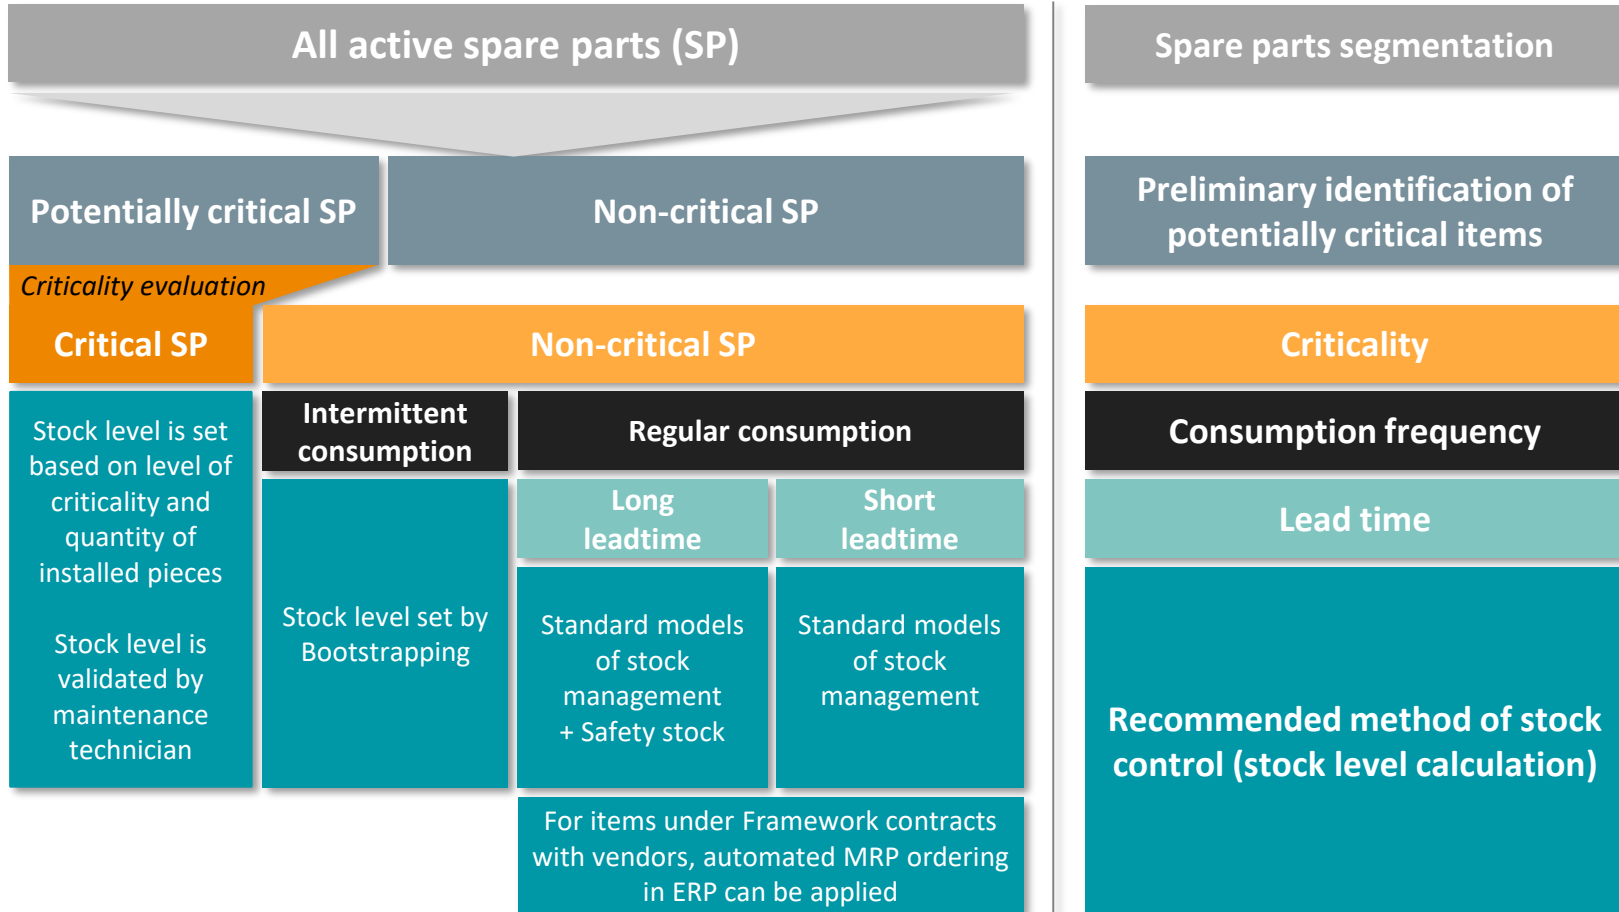 All active spare parts (SP)
Spare parts segmentation
Potentially critical SP
Non-critical SP
Preliminary identification of
potentially critical items
Criticality evaluation
Critical SP
Non-critical SP
Criticality
Stock level is set
based on level of
criticality and
quantity of
installed pieces
Stock level is
validated by
maintenance
technician
Intermittent
consumption
Regular consumption
Consumption frequency
Long
leadtime
Short
leadtime
Lead time
Stock level set by
Bootstrapping
Standard models
of stock
management
+ Safety stock
Standard models
of stock
management
Recommended method of stock
control (stock level calculation)
For items under Framework contracts
with vendors, automated MRP ordering
in ERP can be applied